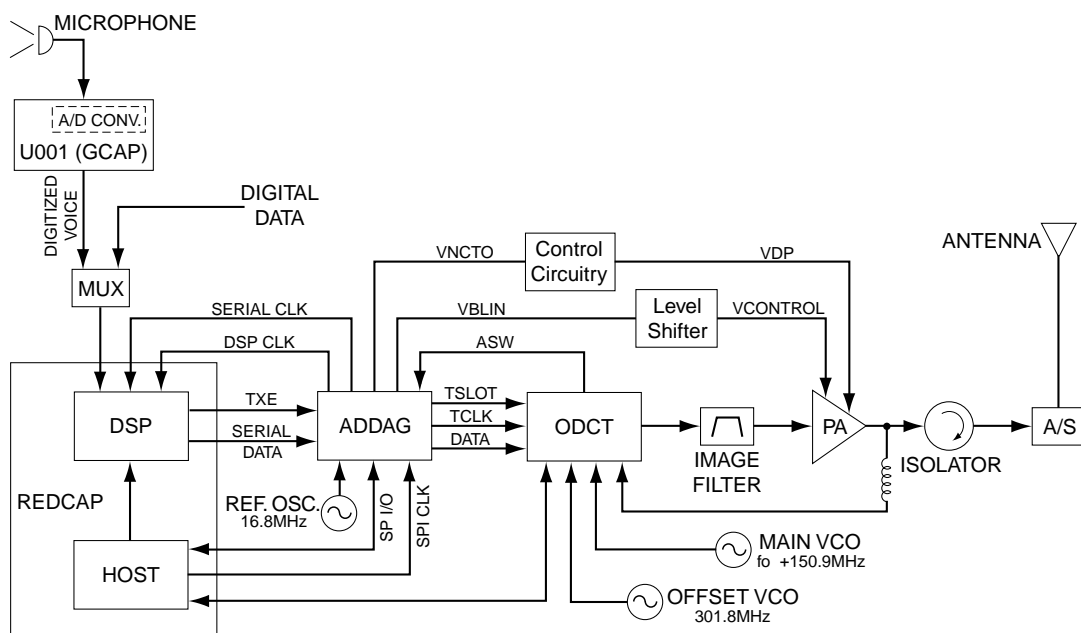 MICROPHONE
A/D CONV.
U001 (GCAP)
DIGITIZED
VOICE
DIGITAL
DATA
MUX
ANTENNA
VNCTO
Control
Circuitry
VDP
VBLIN
Level
Shifter
VCONTROL
SERIAL CLK
DSP CLK
ASW
DSP
TXE
SERIAL
DATA
ADDAG
TSLOT
TCLK
DATA
ODCT
IMAGE
FILTER
PA
ISOLATOR
A/S
REDCAP
REF. OSC.
16.8MHz
SP I/O
SPI CLK
HOST
MAIN VCO
fo +150.9MHz
OFFSET VCO
301.8MHz